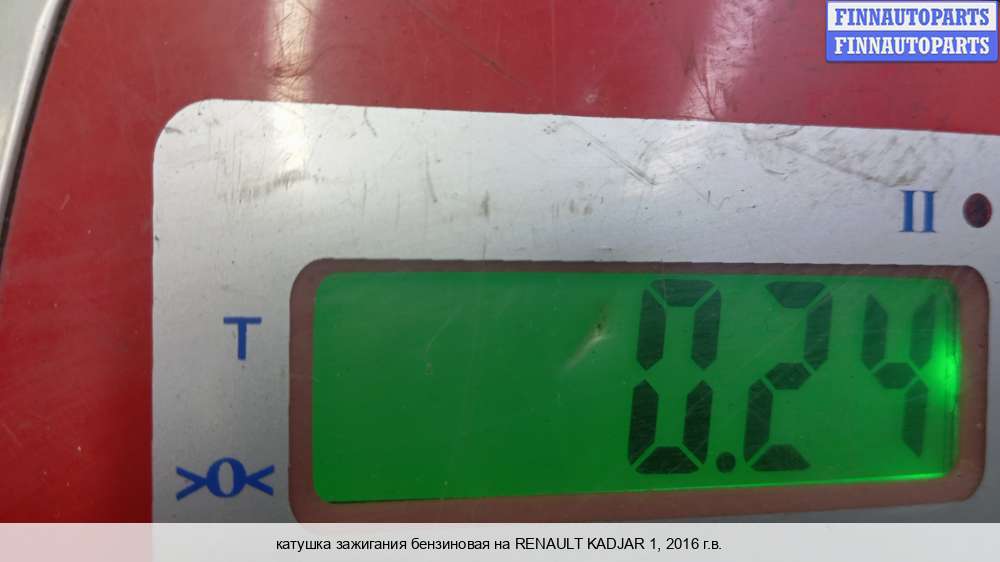 FINNAUTOPARTS
FINNAUTOPARTS
II
T
0.24
>0<
катушка зажигания бензиновая на RENAULT KADJAR 1, 2016 г.в.